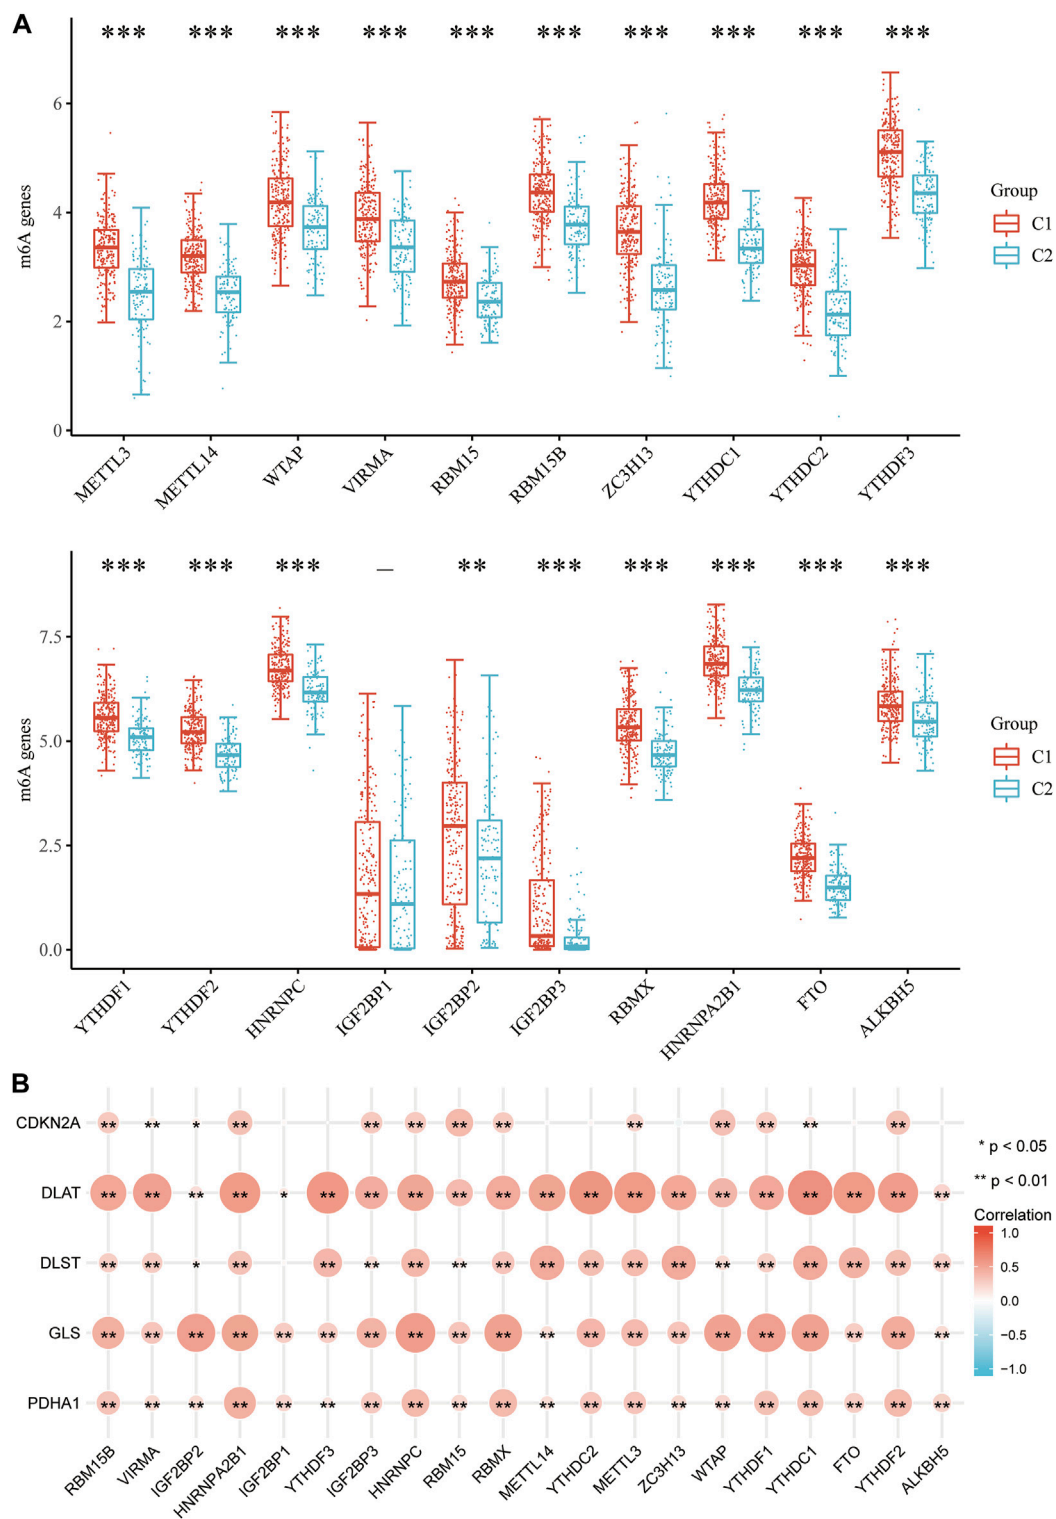 A
*** *** *** *** *** *** *** *** *** ***
6
4
2
0
m6A genes
Group
C1
C2
METTL3 METTL14 WTAP VIRMA RBM15 RBM15B ZC3H13 YTHDC1 YTHDC2 YTHDF3
*** *** *** — ** *** *** *** *** ***
7.5
5.0
2.5
0.0
m6A genes
Group
C1
C2
YTHDF1 YTHDF2 HNRNPC IGF2BP1 IGF2BP2 IGF2BP3 RBMX HNRNPA2B1 FTO ALKBH5
B
CDKN2A ** ** * ** ** ** ** ** ** ** ** ** **
DLAT ** ** ** ** * ** ** ** ** ** ** ** ** ** ** ** ** ** ** **
DLST ** ** * ** ** ** ** ** ** ** ** ** ** ** ** ** ** ** **
GLS ** ** ** ** ** ** ** ** ** ** ** ** ** ** ** ** ** ** ** **
PDHA1 ** ** ** ** ** ** ** ** ** ** ** ** ** ** ** ** ** ** ** **
RBM15B VIRMA IGF2BP2 HNRNPA2B1 IGF2BP1 YTHDF3 IGF2BP3 HNRNPC RBM15 RBMX METTL14 YTHDC2 METTL3 ZC3H13 WTAP YTHDF1 YTHDC1 FTO YTHDF2 ALKBH5
* p < 0.05
** p < 0.01
Correlation
1.0
0.5
0.0
−0.5
−1.0